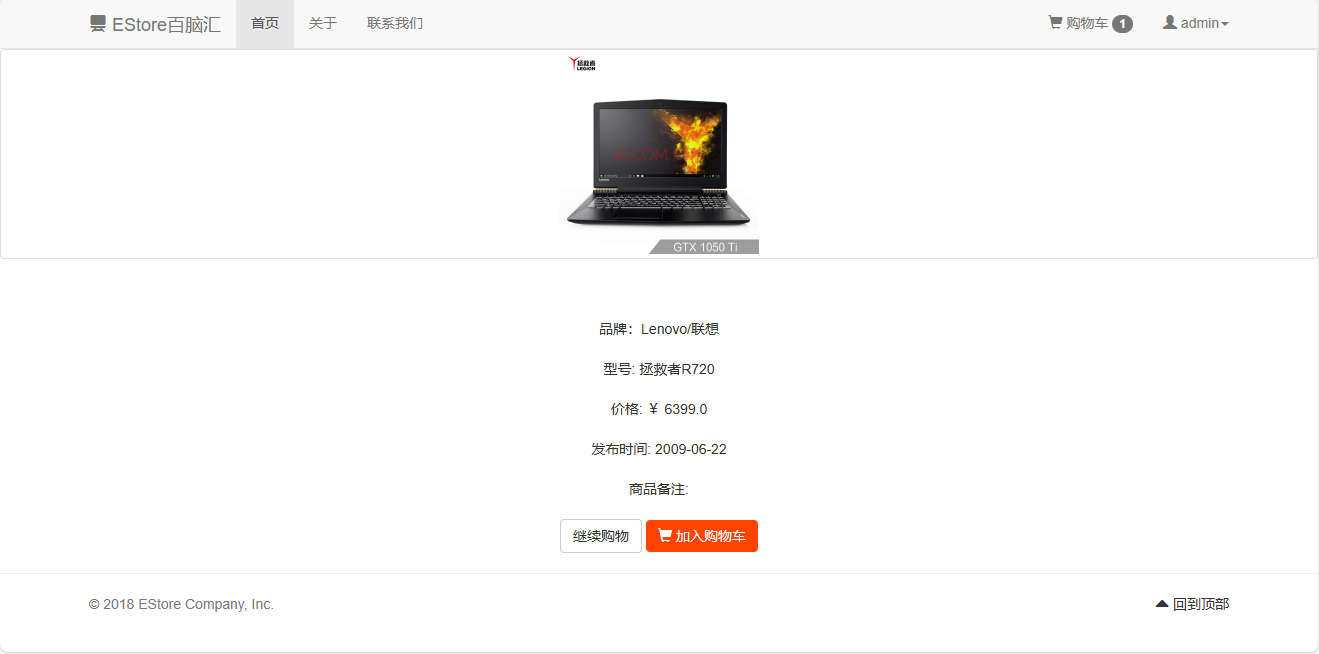 EStore百脑汇 首页 关于 联系我们 购物车 1 admin
拯救者
LEGION
JD.COM
GTX 1050 Ti
品牌：Lenovo/联想
型号: 拯救者R720
价格: ￥ 6399.0
发布时间: 2009-06-22
商品备注:
继续购物 加入购物车
© 2018 EStore Company, Inc. 回到顶部